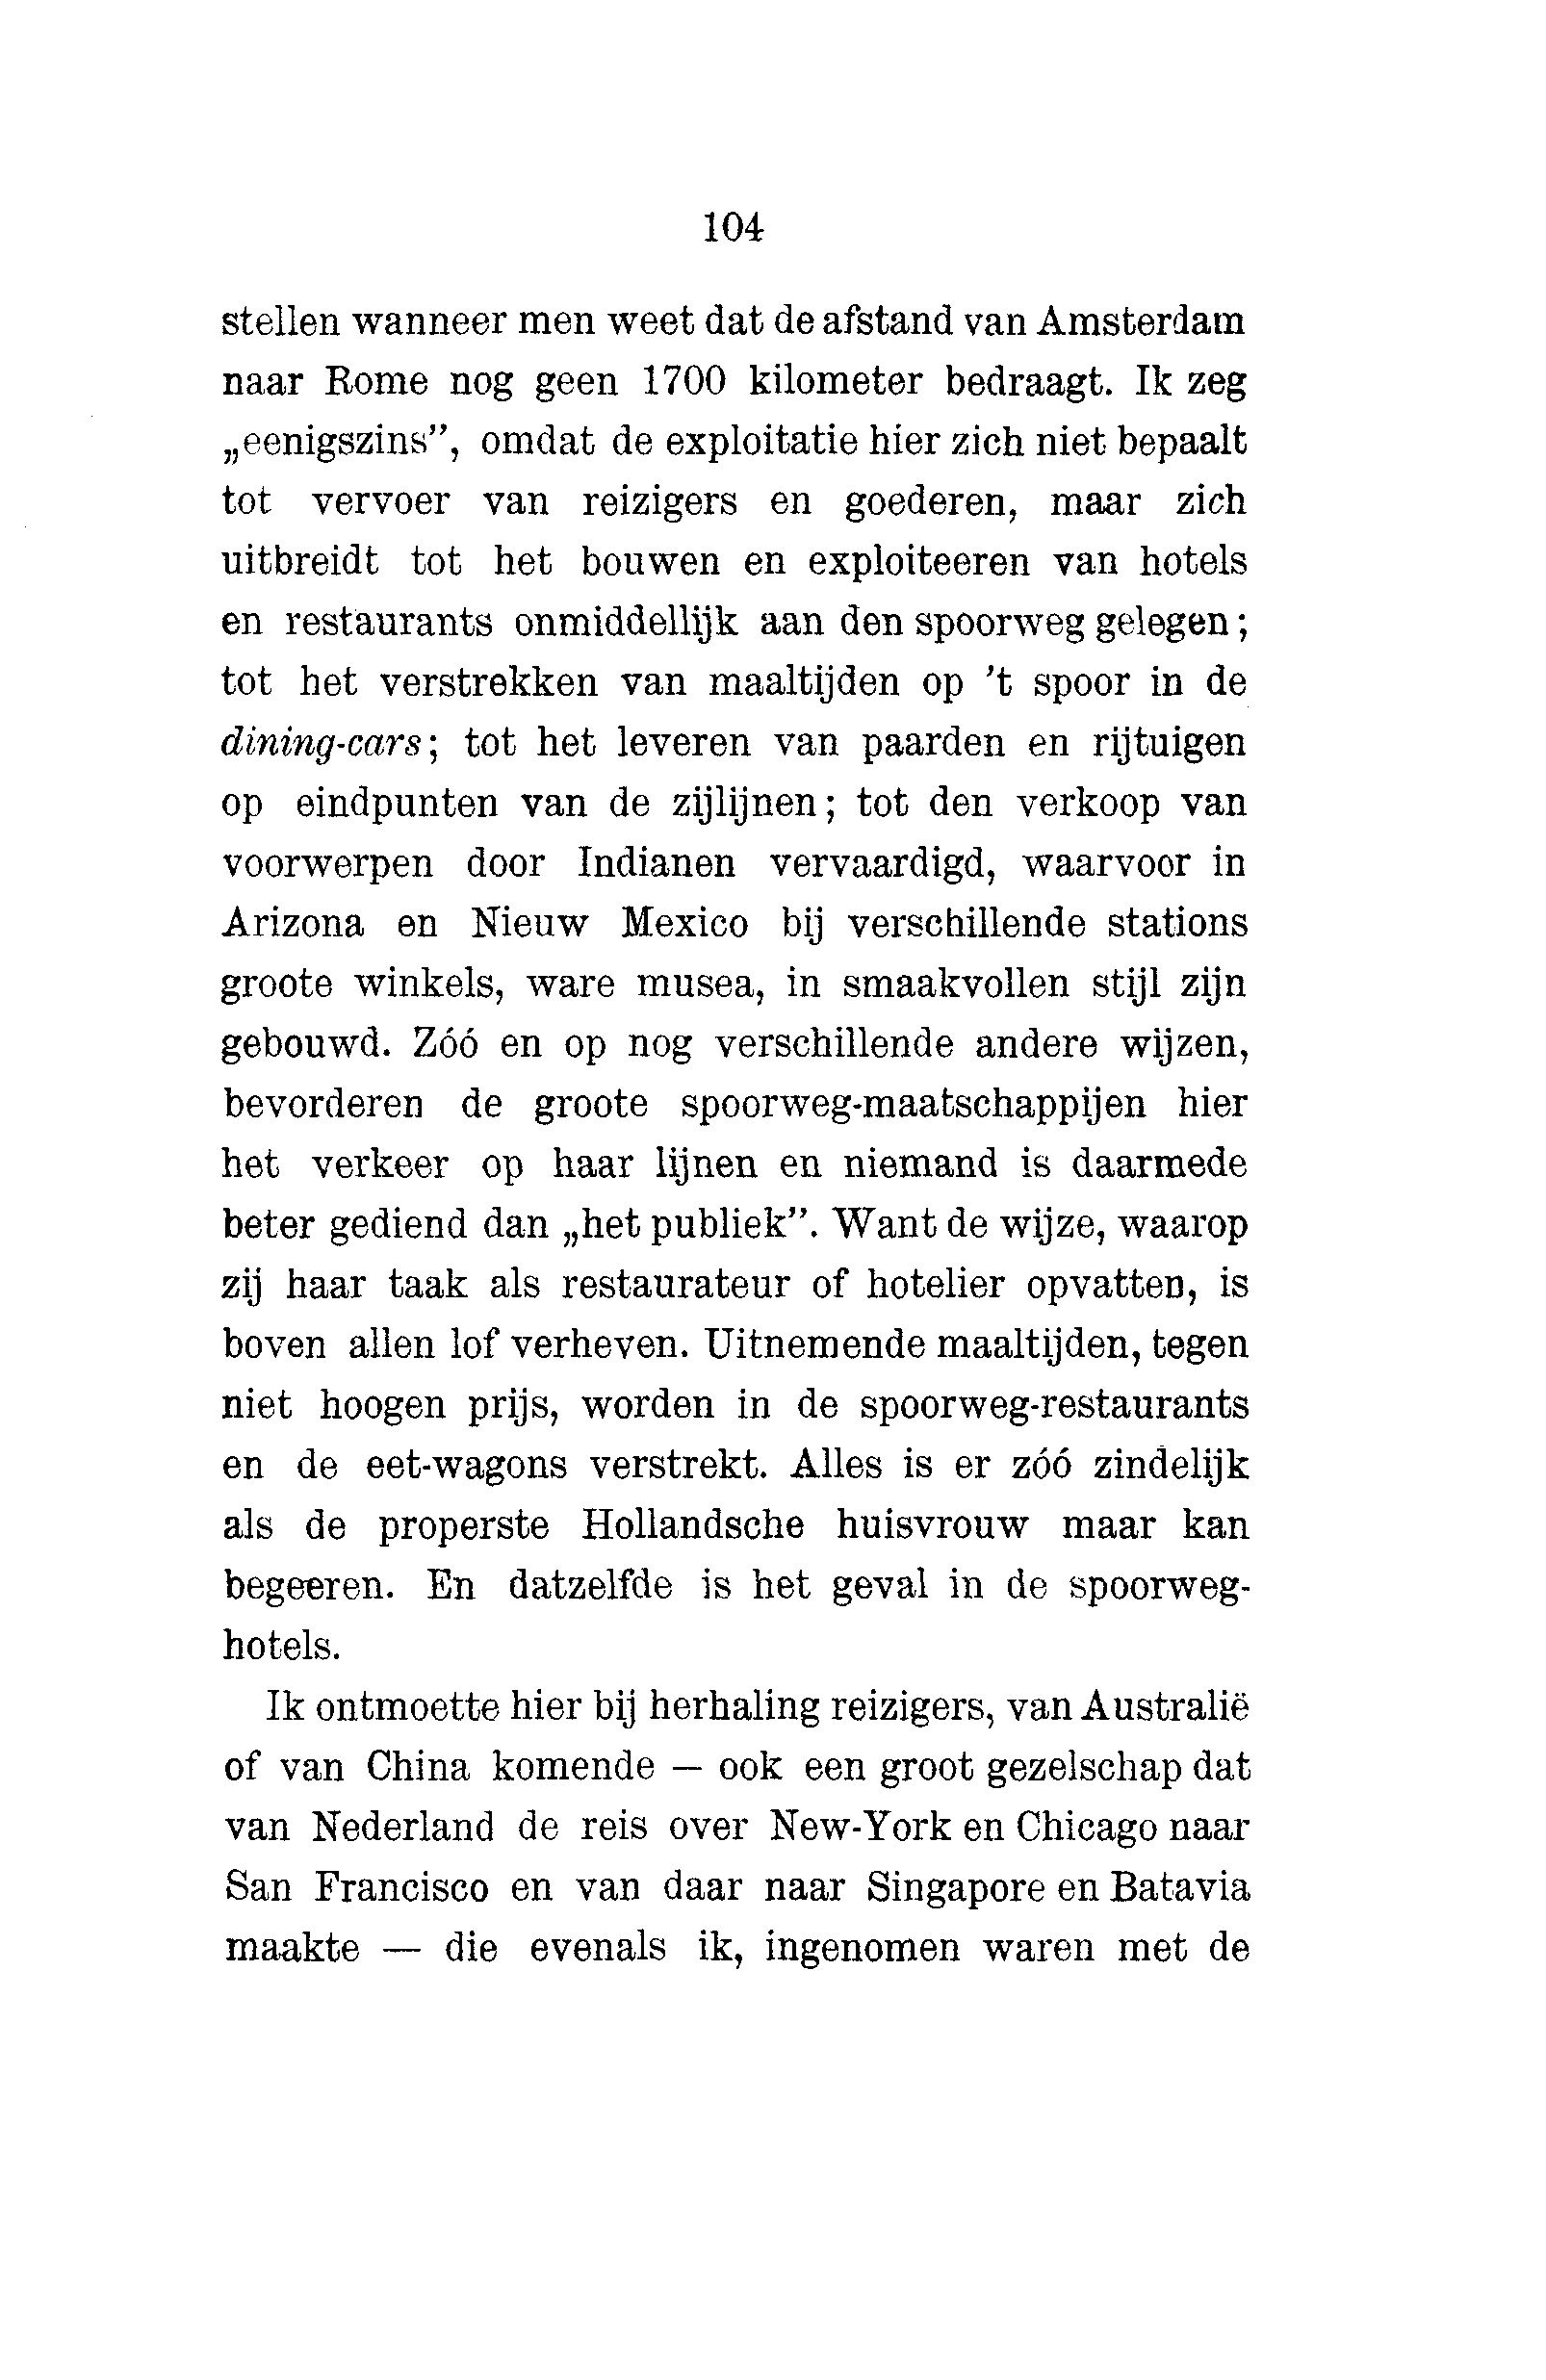 104
stellen wanneer men weet dat de afstand van Amsterdam
naar Rome nog geen 1700 kilometer bedraagt. Ik zeg
„eenigszins”, omdat de exploitatie hier zich niet bepaalt
tot vervoer van reizigers en goederen, maar zich
uitbreidt tot het bouwen en exploiteeren van hotels
en restaurants onmiddellijk aan den spoorweg gelegen;
tot het verstrekken van maaltijden op 't spoor in de
dining-cars; tot het leveren van paarden en rijtuigen
op eindpunten van de zijlijnen; tot den verkoop van
voorwerpen door Indianen vervaardigd, waarvoor in
Arizona en Nieuw Mexico bij verschillende stations
groote winkels, ware musea, in smaakvollen stijl zijn
gebouwd. Zóó en op nog verschillende andere wijzen,
bevorderen de groote spoorweg-maatschappijen hier
het verkeer op haar lijnen en niemand is daarmede
beter gediend dan „het publiek”. Want de wijze, waarop
zij haar taak als restaurateur of hotelier opvatten, is
boven allen lof verheven. Uitnemende maaltijden, tegen
niet hoogen prijs, worden in de spoorweg-restaurants
en de eet-wagons verstrekt. Alles is er zóó zindelijk
als de properste Hollandsche huisvrouw maar kan
begeeren. En datzelfde is het geval in de spoorweg-
hotels.
Ik ontmoette hier bij herhaling reizigers, van Australië
of van China komende — ook een groot gezelschap dat
van Nederland de reis over New-York en Chicago naar
San Francisco en van daar naar Singapore en Batavia
maakte — die evenals ik, ingenomen waren met de